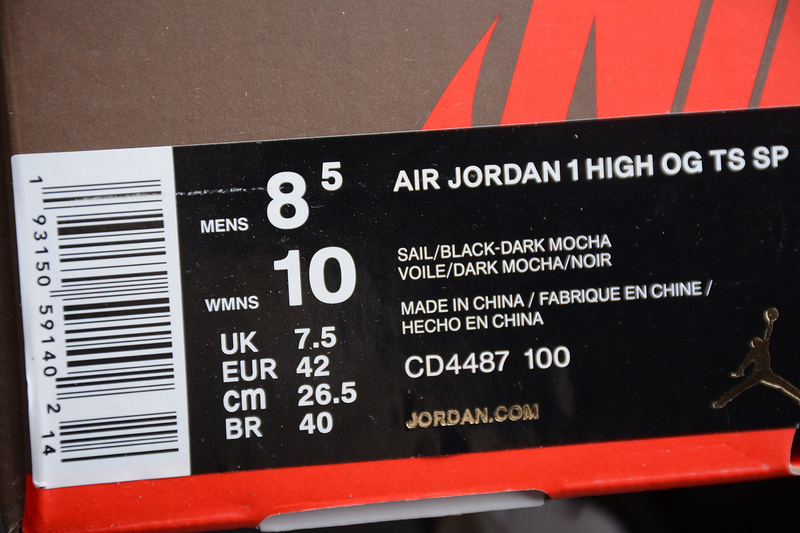 MENS 8 5
WMNS 10
UK 7.5
EUR 42
cm 26.5
BR 40
AIR JORDAN 1 HIGH OG TS SP
SAIL/BLACK-DARK MOCHA
VOILE/DARK MOCHA/NOIR
MADE IN CHINA / FABRIQUE EN CHINE /
HECHO EN CHINA
CD4487 100
JORDAN.COM
1 93150 59140 2 14